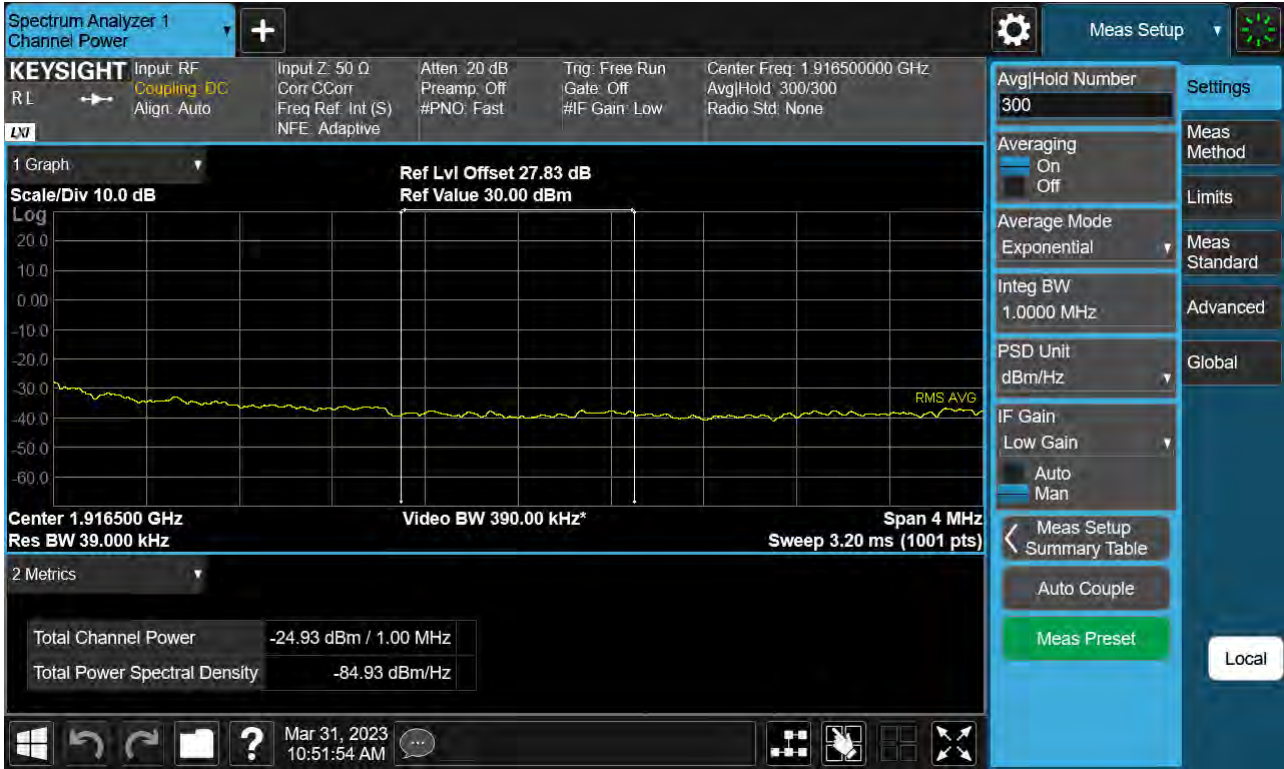 Spectrum Analyzer 1
Channel Power
+
Meas Setup
KEYSIGHT
RL
LXI
Input: RF
Coupling: DC
Align: Auto
Input Z: 50 Ω
Corr CCorr
Freq Ref: Int (S)
NFE: Adaptive
Atten: 20 dB
Preamp: Off
#PNO: Fast
Trig: Free Run
Gate: Off
#IF Gain: Low
Center Freq: 1.916500000 GHz
Avg|Hold: 300/300
Radio Std: None
1 Graph
Scale/Div 10.0 dB
Ref Lvl Offset 27.83 dB
Ref Value 30.00 dBm
Log
20.0
10.0
0.00
-10.0
-20.0
-30.0
-40.0
-50.0
-60.0
RMS AVG
Center 1.916500 GHz
Res BW 39.000 kHz
Video BW 390.00 kHz*
Span 4 MHz
Sweep 3.20 ms (1001 pts)
2 Metrics
Total Channel Power -24.93 dBm / 1.00 MHz
Total Power Spectral Density -84.93 dBm/Hz
?
Mar 31, 2023
10:51:54 AM
Avg|Hold Number
300
Averaging
On
Off
Average Mode
Exponential
Integ BW
1.0000 MHz
PSD Unit
dBm/Hz
IF Gain
Low Gain
Auto
Man
Meas Setup
Summary Table
Auto Couple
Meas Preset
Settings
Meas
Method
Limits
Meas
Standard
Advanced
Global
Local